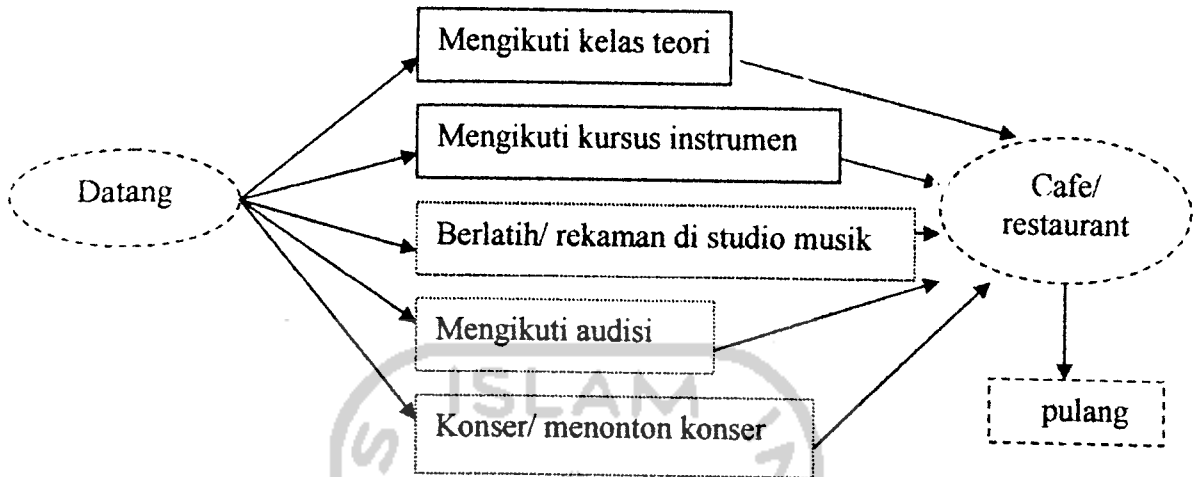 Mengikuti kelas teori
Mengikuti kursus instrumen
Datang
Cafe/
restaurant
Berlatih/ rekaman di studio musik
Mengikuti audisi
ISLAM
Konser/ menonton konser
pulang